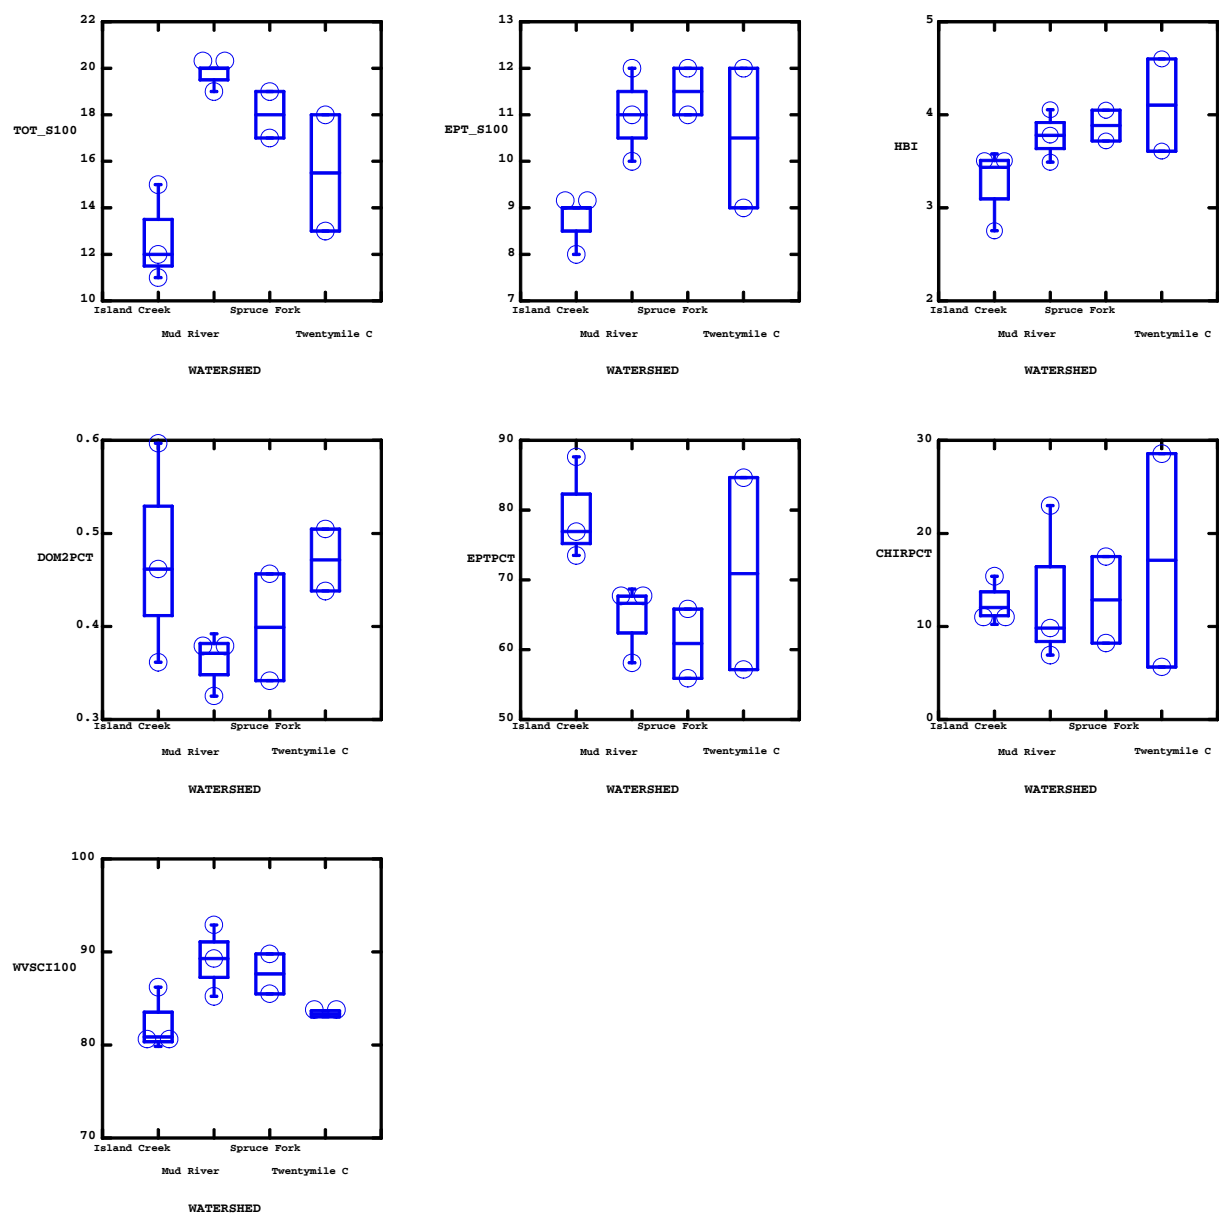 22
20
18
16
14
12
10
TOT_S100
Island Creek
Spruce Fork
Mud River
Twentymile C
WATERSHED
13
12
11
10
9
8
7
EPT_S100
Island Creek
Spruce Fork
Mud River
Twentymile C
WATERSHED
5
4
3
2
HBI
Island Creek
Spruce Fork
Mud River
Twentymile C
WATERSHED
0.6
0.5
0.4
0.3
DOM2PCT
Island Creek
Spruce Fork
Mud River
Twentymile C
WATERSHED
90
80
70
60
50
EPTPCT
Island Creek
Spruce Fork
Mud River
Twentymile C
WATERSHED
30
20
10
0
CHIRPCT
Island Creek
Spruce Fork
Mud River
Twentymile C
WATERSHED
100
90
80
70
WVSCI100
Island Creek
Spruce Fork
Mud River
Twentymile C
WATERSHED